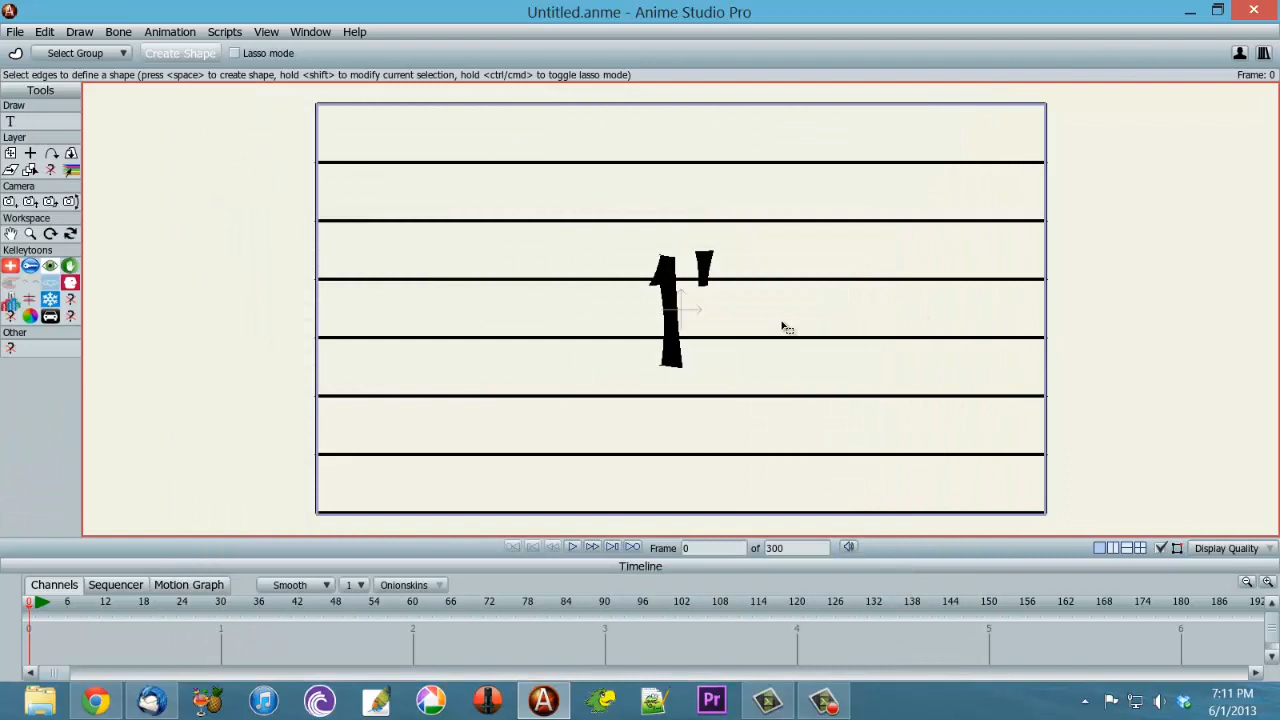 Untitled.anme - Anime Studio Pro
File Edit Draw Bone Animation Scripts View Window Help
Select Group Create Shape Lasso mode
Select edges to define a shape (press <space> to create shape, hold <shift> to modify current selection, hold <ctrl/cmd> to toggle lasso mode) Frame: 0
Tools
Draw
T
Layer
Camera
Workspace
Kelleytoons
Other
1'
Frame 0 of 300 Display Quality
Timeline
Channels Sequencer Motion Graph Smooth 1 Onionskins
0 6 12 18 24 30 36 42 48 54 60 66 72 78 84 90 96 102 108 114 120 126 132 138 144 150 156 162 168 174 180 186 192
0 1 2 3 4 5 6
A Pr
7:11 PM
6/1/2013